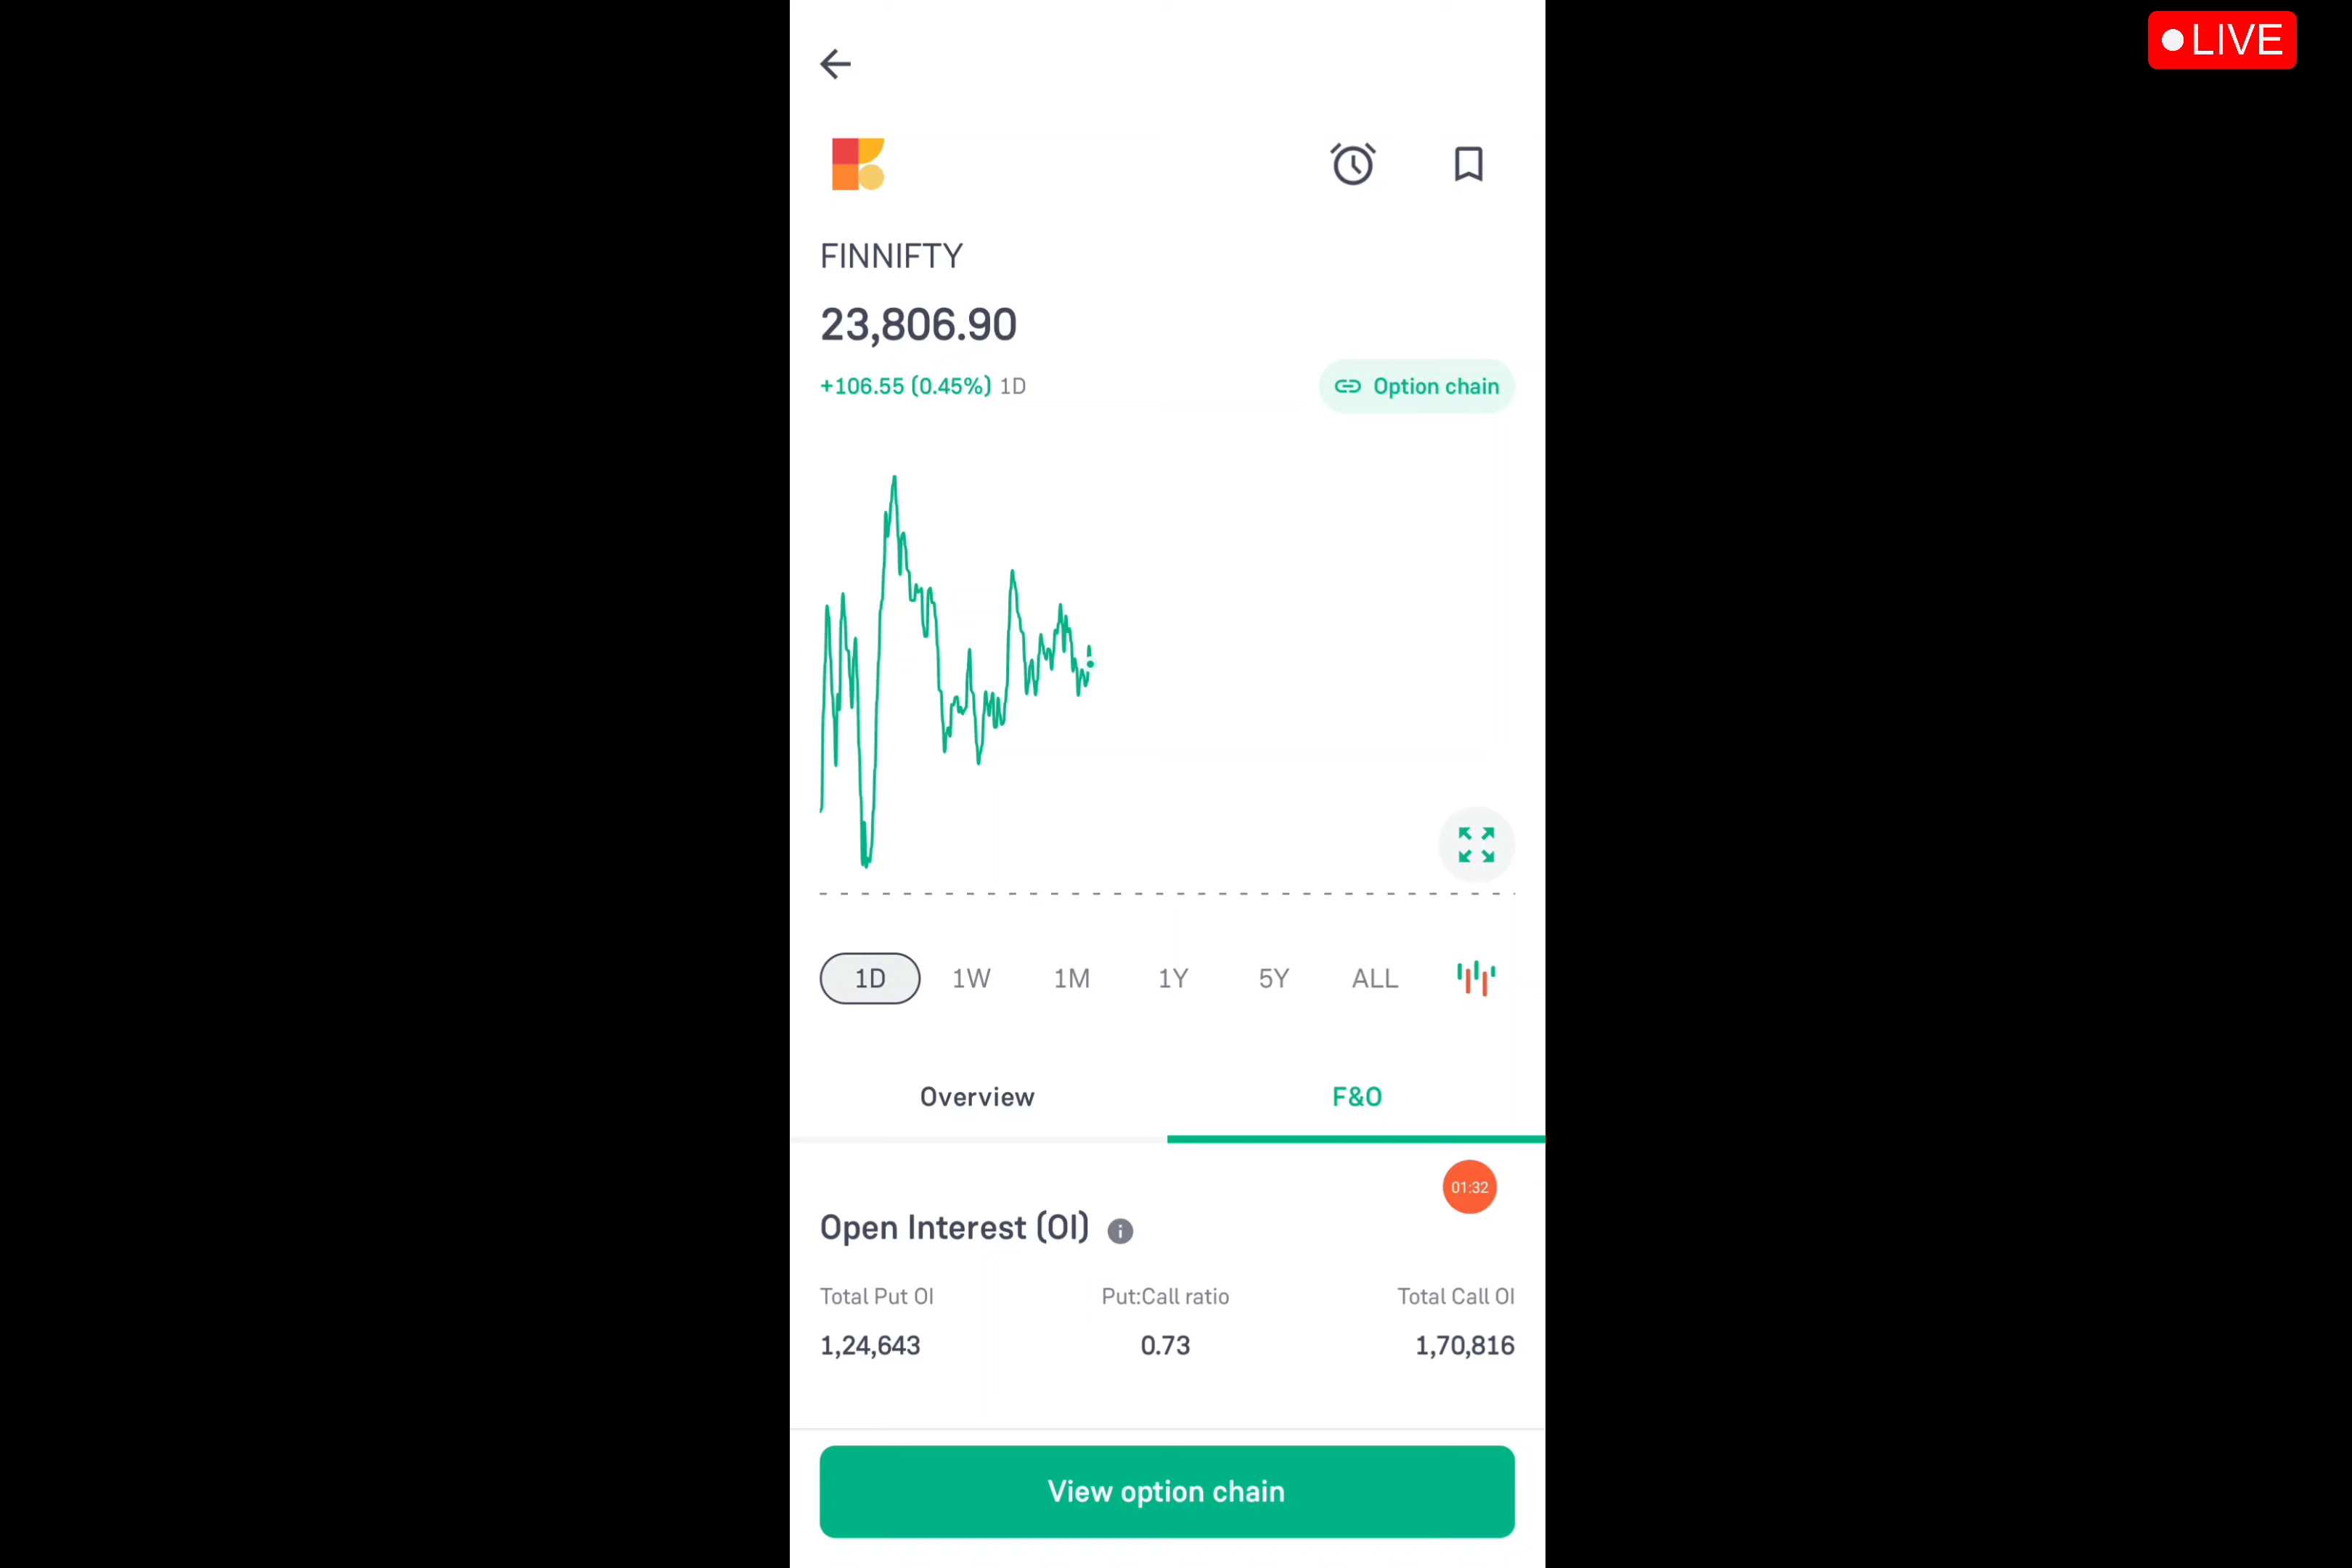 LIVE
FINNIFTY
23,806.90
+106.55 (0.45%) 1D
Option chain
1D 1W 1M 1Y 5Y ALL
Overview F&O
01:32
Open Interest (OI) i
Total Put OI Put:Call ratio Total Call OI
1,24,643 0.73 1,70,816
View option chain